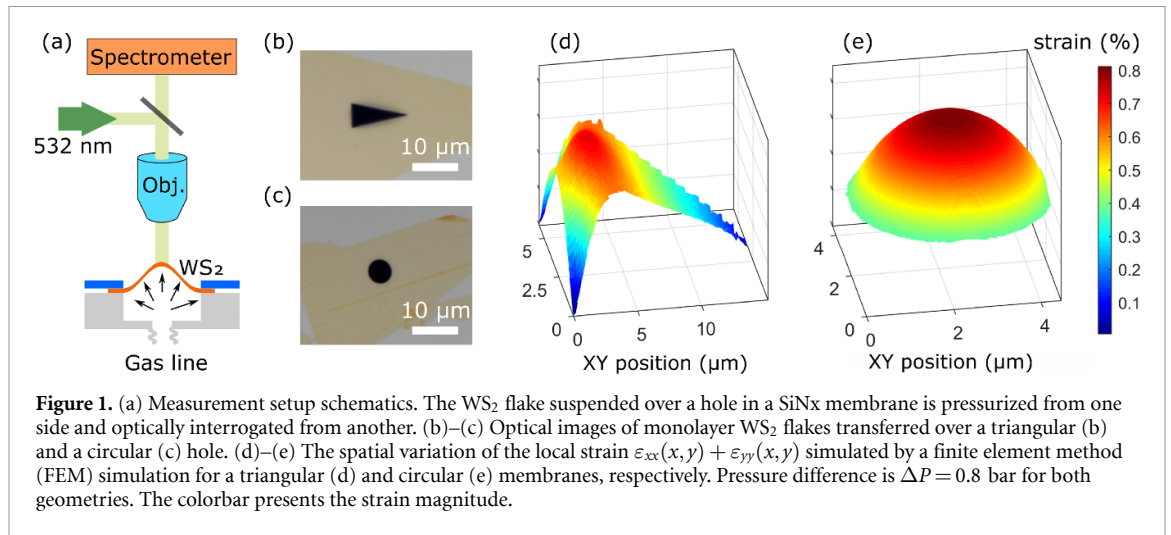 (a)
Spectrometer
532 nm
Obj.
WS₂
Gas line
(b)
10 μm
(c)
10 μm
(d)
5
2.5
0
0
5
10
XY position (μm)
(e)
4
2
0
0
2
4
XY position (μm)
strain (%)
0.8
0.7
0.6
0.5
0.4
0.3
0.2
0.1
Figure 1. (a) Measurement setup schematics. The WS₂ flake suspended over a hole in a SiNx membrane is pressurized from one
side and optically interrogated from another. (b)–(c) Optical images of monolayer WS₂ flakes transferred over a triangular (b)
and a circular (c) hole. (d)–(e) The spatial variation of the local strain εxx(x, y) + εyy(x, y) simulated by a finite element method
(FEM) simulation for a triangular (d) and circular (e) membranes, respectively. Pressure difference is ΔP = 0.8 bar for both
geometries. The colorbar presents the strain magnitude.